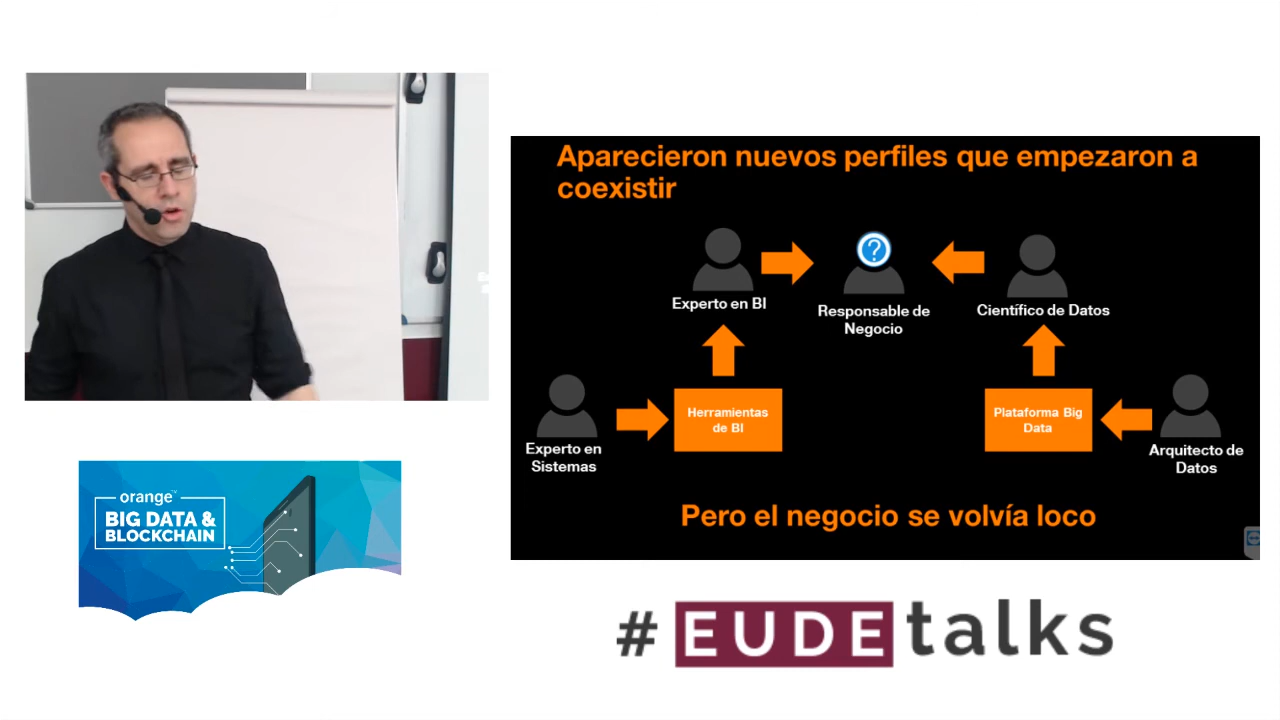 Aparecieron nuevos perfiles que empezaron a
coexistir
Experto en BI
Responsable de
Negocio
Científico de Datos
Herramientas
de BI
Plataforma Big
Data
Experto en
Sistemas
Arquitecto de
Datos
Pero el negocio se volvía loco
orange™
BIG DATA &
BLOCKCHAIN
#EUDEtalks